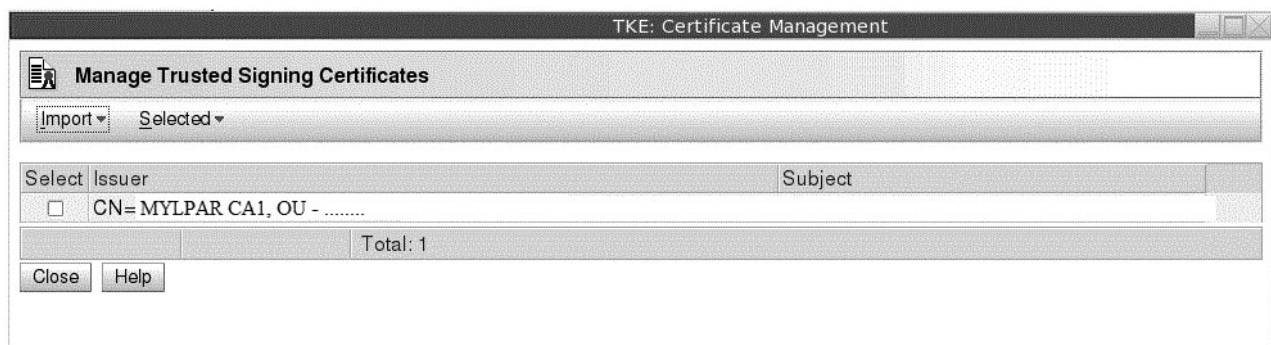 TKE: Certificate Management
Manage Trusted Signing Certificates
Import Selected
Select Issuer Subject
CN= MYLPAR CA1, OU - ........
Total: 1
Close Help